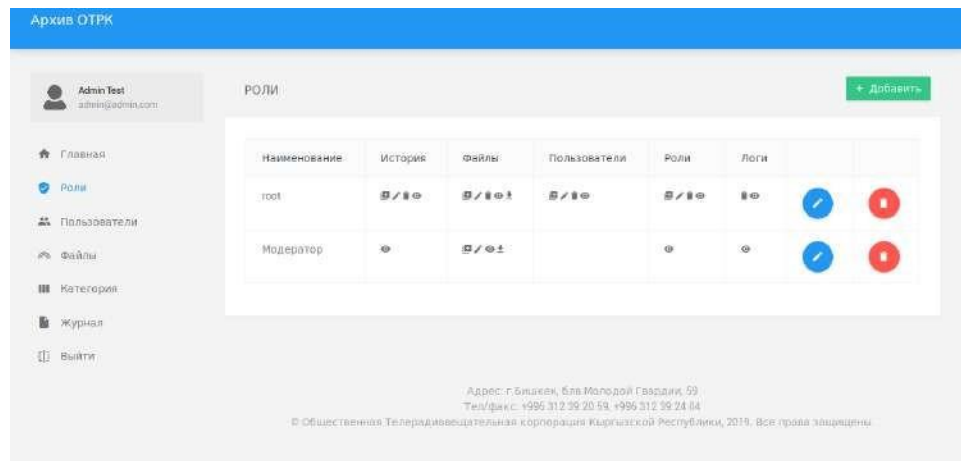 Архив ОТРК
Admin Test
admin@admin.com
РОЛИ
+ Добавить
Главная
Роли
Пользователи
Файлы
Категория
Журнал
Выйти
Наименование История Файлы Пользователи Роли Логи
root
Модератор
Адрес: г.Бишкек, блв Молодой Гвардии, 59
Тел/факс: +996 312 39 20 59, +996 312 39 24 64
© Общественная Телерадиовещательная корпорация Кыргызской Республики, 2019. Все права защищены